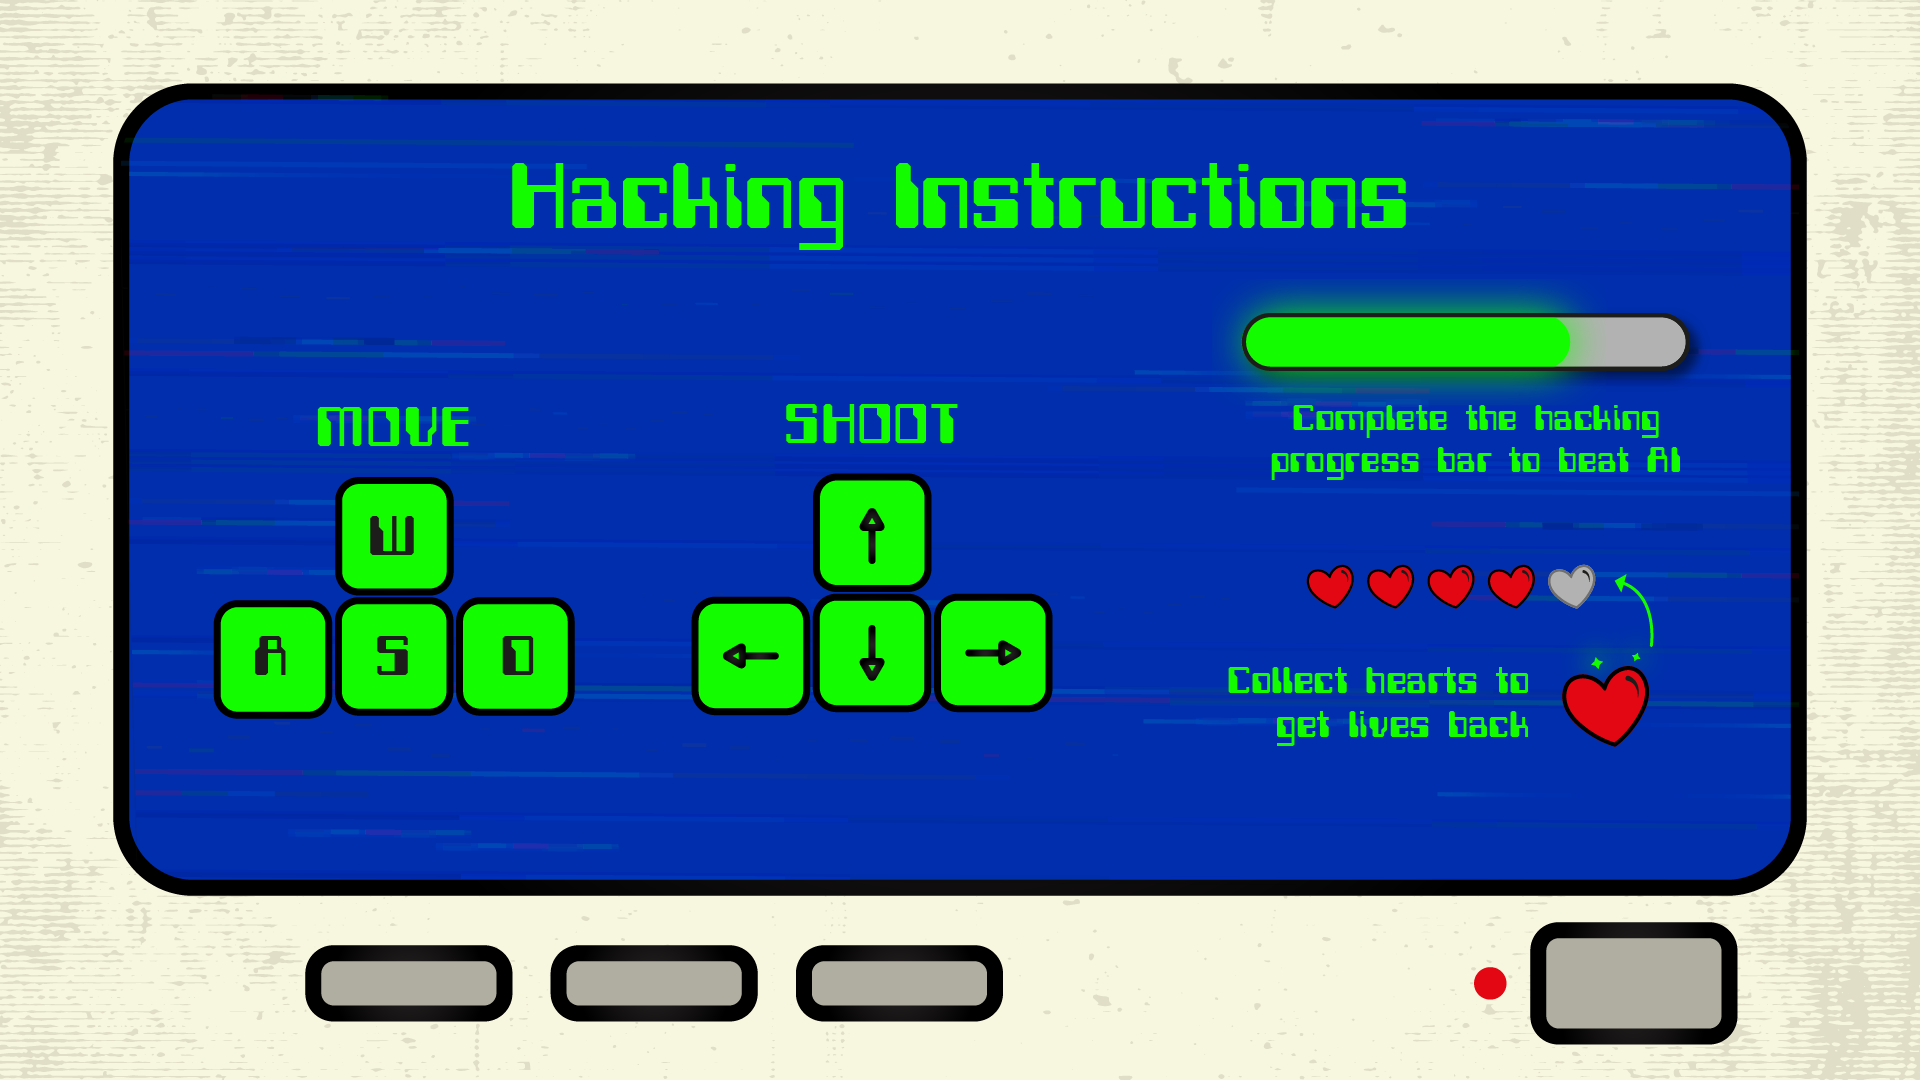 Hacking Instructions
MOVE
W
A S D
SHOOT
Complete the hacking
progress bar to beat AI
Collect hearts to
get lives back